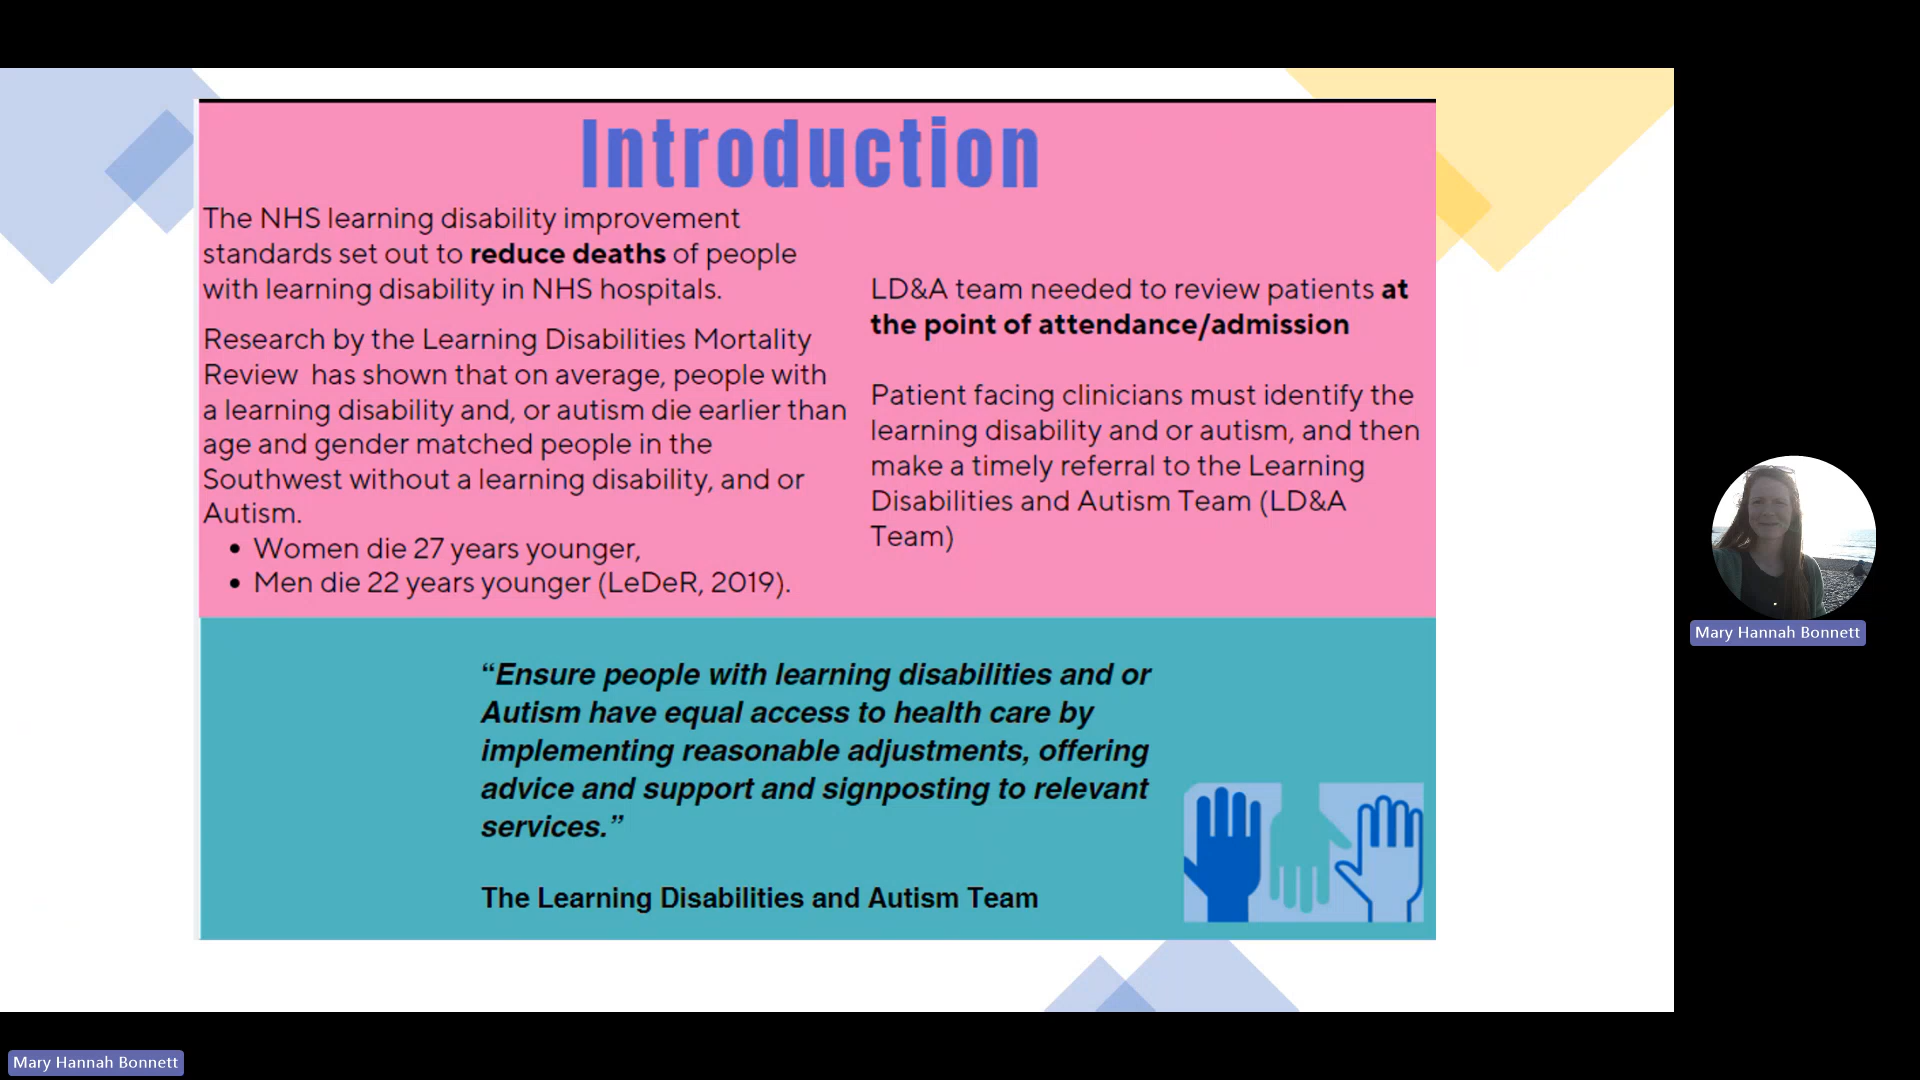 Introduction
The NHS learning disability improvement
standards set out to reduce deaths of people
with learning disability in NHS hospitals.
Research by the Learning Disabilities Mortality
Review has shown that on average, people with
a learning disability and, or autism die earlier than
age and gender matched people in the
Southwest without a learning disability, and or
Autism.
• Women die 27 years younger,
• Men die 22 years younger (LeDeR, 2019).
LD&A team needed to review patients at
the point of attendance/admission
Patient facing clinicians must identify the
learning disability and or autism, and then
make a timely referral to the Learning
Disabilities and Autism Team (LD&A
Team)
“Ensure people with learning disabilities and or
Autism have equal access to health care by
implementing reasonable adjustments, offering
advice and support and signposting to relevant
services.”
The Learning Disabilities and Autism Team
Mary Hannah Bonnett
Mary Hannah Bonnett